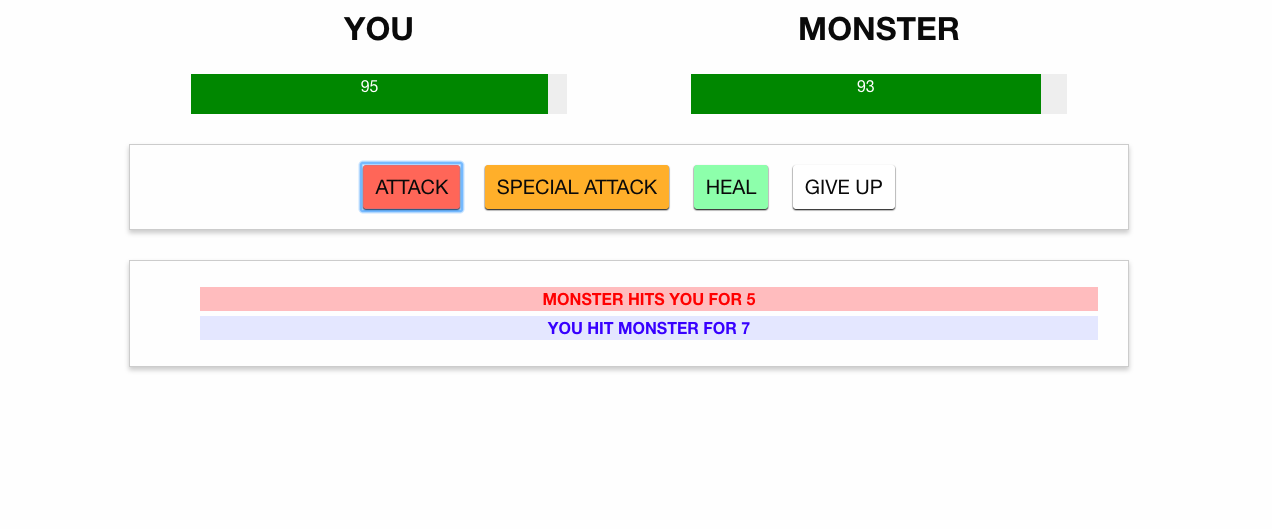 YOU
MONSTER
95
93
ATTACK
SPECIAL ATTACK
HEAL
GIVE UP
MONSTER HITS YOU FOR 5
YOU HIT MONSTER FOR 7